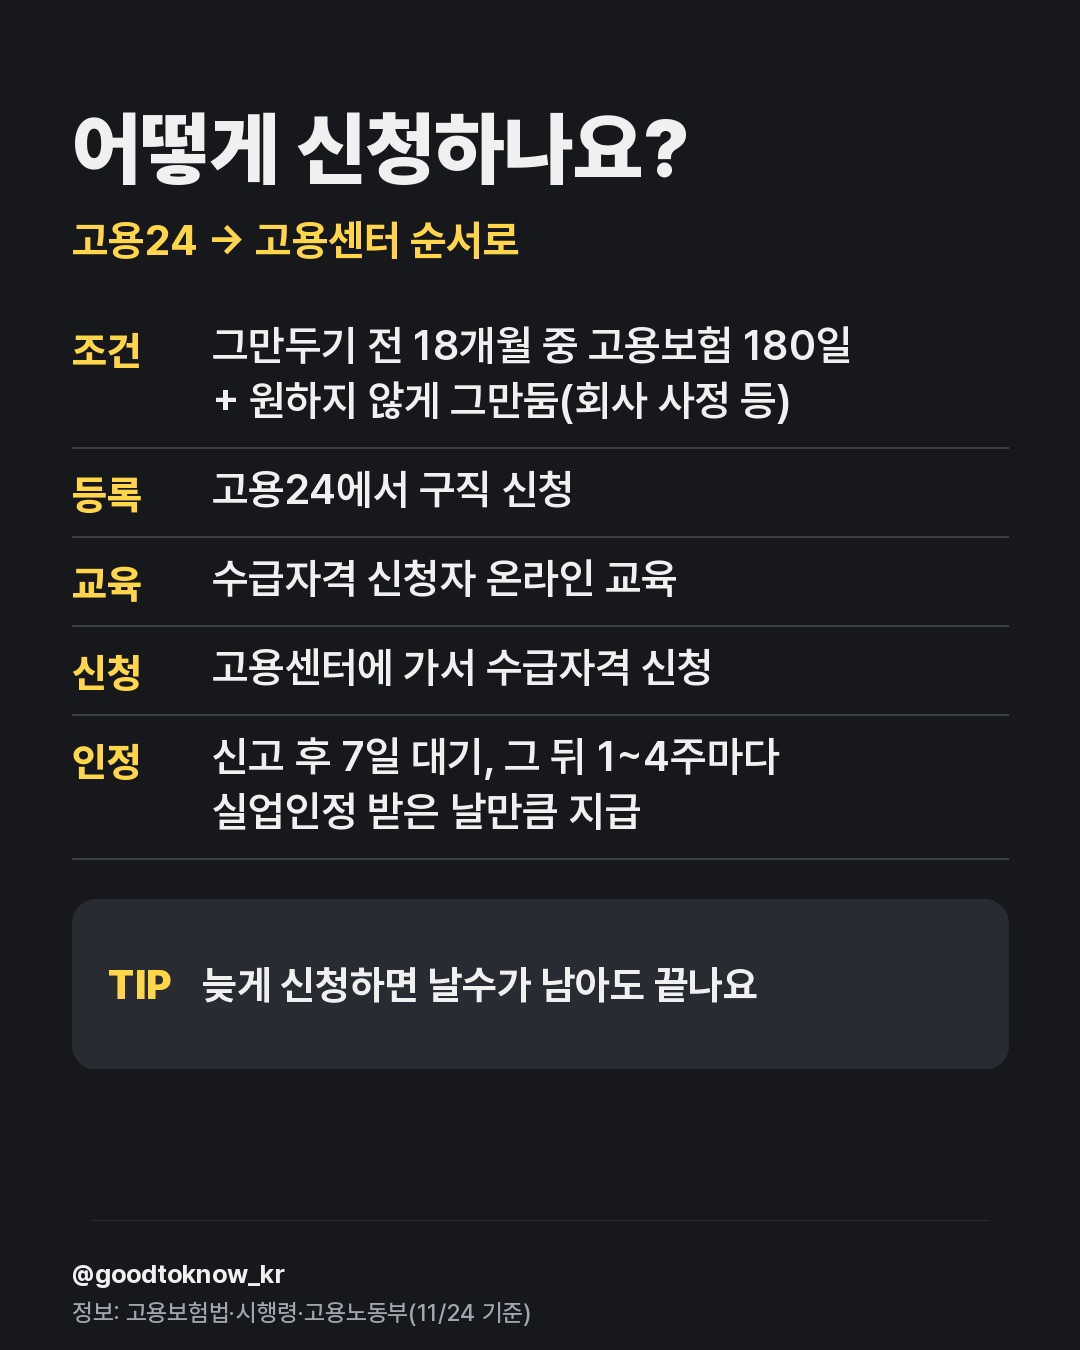 어떻게 신청하나요?
고용24 → 고용센터 순서로
조건 그만두기 전 18개월 중 고용보험 180일
+ 원하지 않게 그만둠(회사 사정 등)
등록 고용24에서 구직 신청
교육 수급자격 신청자 온라인 교육
신청 고용센터에 가서 수급자격 신청
인정 신고 후 7일 대기, 그 뒤 1~4주마다
실업인정 받은 날만큼 지급
TIP 늦게 신청하면 날수가 남아도 끝나요
@goodtoknow_kr
정보: 고용보험법·시행령·고용노동부(11/24 기준)